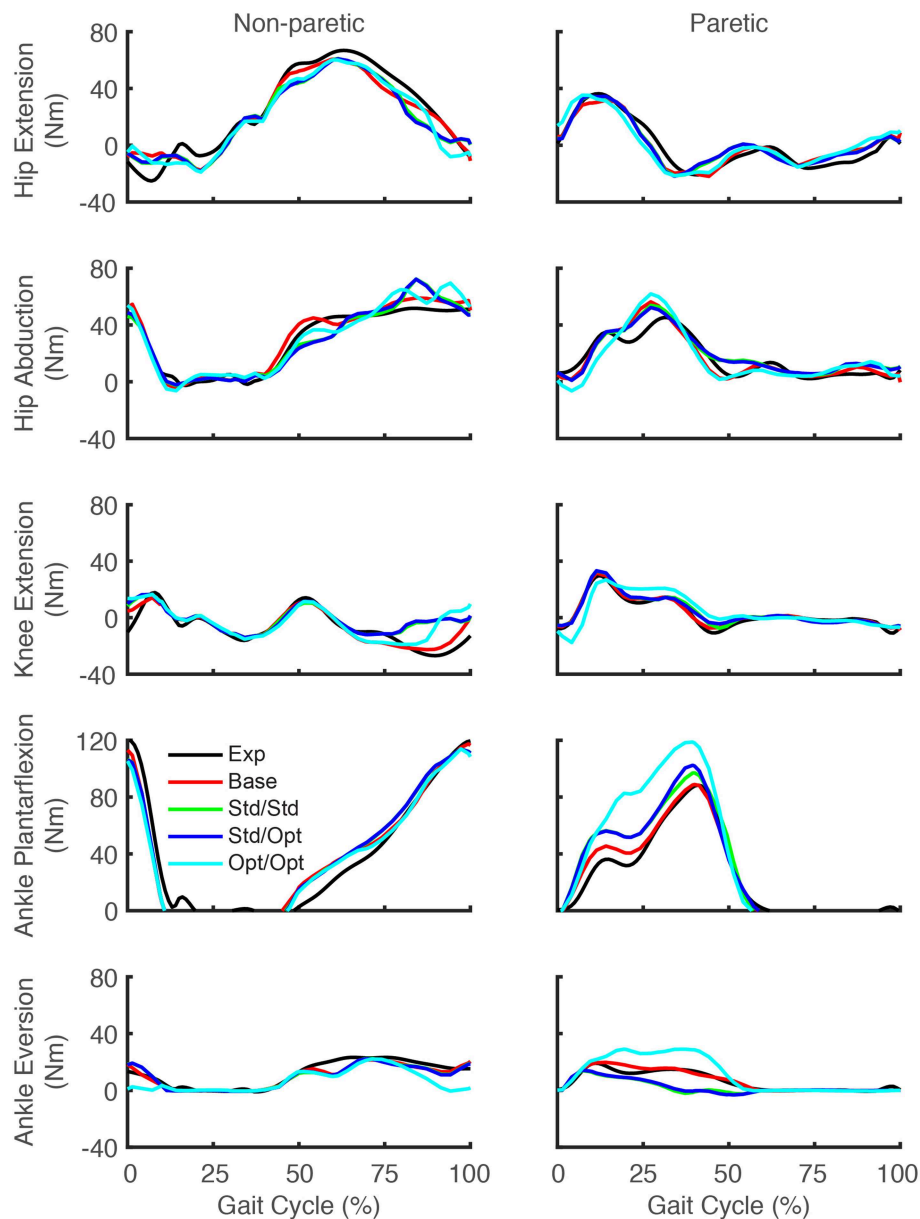 Non-paretic
Paretic
Hip Extension
(Nm)
80
40
0
-40
Hip Abduction
(Nm)
80
40
0
-40
Knee Extension
(Nm)
80
40
0
-40
Ankle Plantarflexion
(Nm)
120
80
40
0
Exp
Base
Std/Std
Std/Opt
Opt/Opt
Ankle Eversion
(Nm)
80
40
0
-40
0 25 50 75 100
0 25 50 75 100
Gait Cycle (%)
Gait Cycle (%)